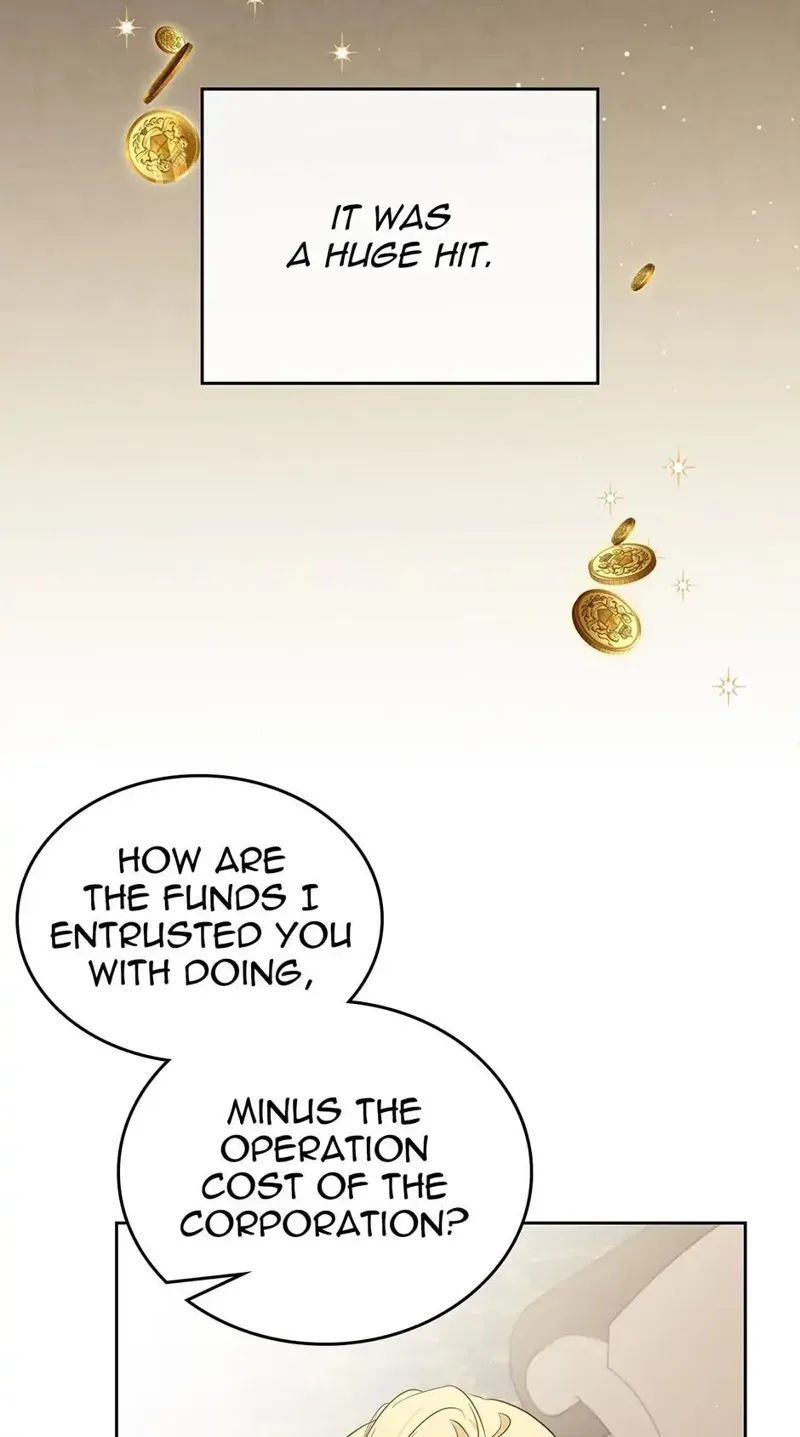 IT WAS
A HUGE HIT.
HOW ARE
THE FUNDS I
ENTRUSTED YOU
WITH DOING,
MINUS THE
OPERATION
COST OF THE
CORPORATION?